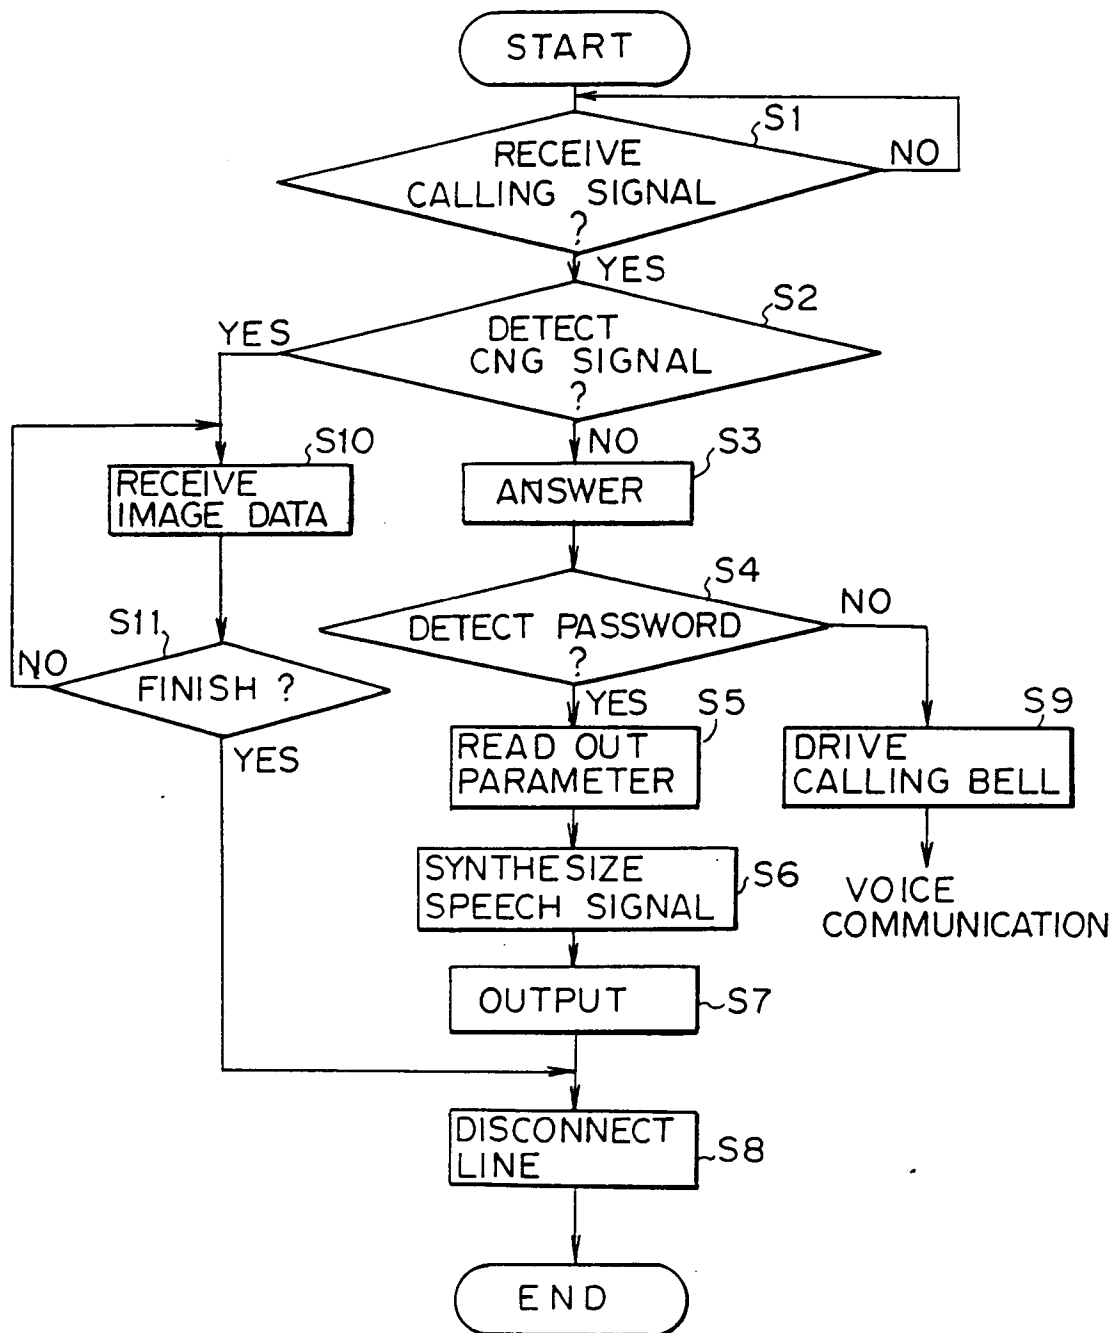 START
S1
RECEIVE
CALLING SIGNAL
?
NO
YES
S2
DETECT
CNG SIGNAL
?
YES
NO
S10
RECEIVE
IMAGE DATA
S3
ANSWER
S4
DETECT PASSWORD
?
NO
YES
S11
FINISH ?
NO
YES
S5
READ OUT
PARAMETER
S9
DRIVE
CALLING BELL
VOICE
COMMUNICATION
SYNTHESIZE
SPEECH SIGNAL
S6
OUTPUT
S7
DISCONNECT
LINE
S8
END